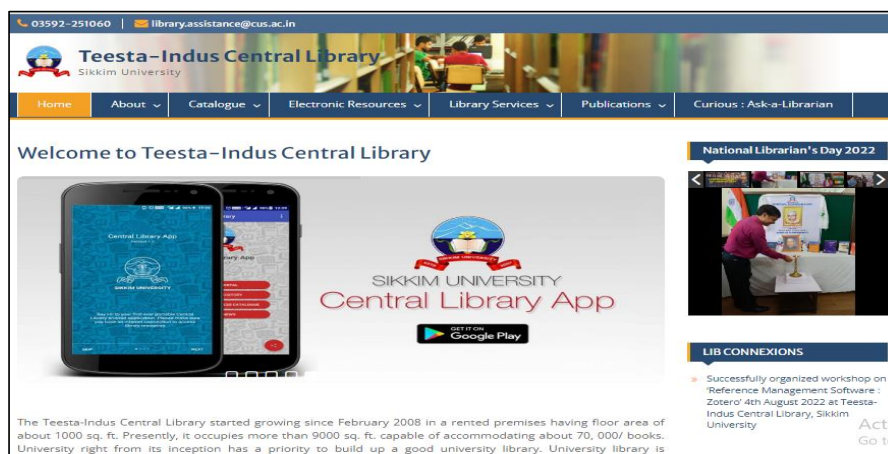 03592-251060 | library.assistance@cus.ac.in
Teesta-Indus Central Library
Sikkim University
Home About Catalogue Electronic Resources Library Services Publications Curious : Ask-a-Librarian
Welcome to Teesta-Indus Central Library
Central Library App
SIKKIM UNIVERSITY
SIKKIM UNIVERSITY
Central Library App
GET IT ON
Google Play
The Teesta-Indus Central Library started growing since February 2008 in a rented premises having floor area of
about 1000 sq. ft. Presently, it occupies more than 9000 sq. ft. capable of accommodating about 70, 000/ books.
University right from its inception has a priority to build up a good university library. University library is
National Librarian's Day 2022
LIB CONNEXIONS
Successfully organized workshop on
'Reference Management Software :
Zotero' 4th August 2022 at Teesta-
Indus Central Library, Sikkim
University
Act
Go t